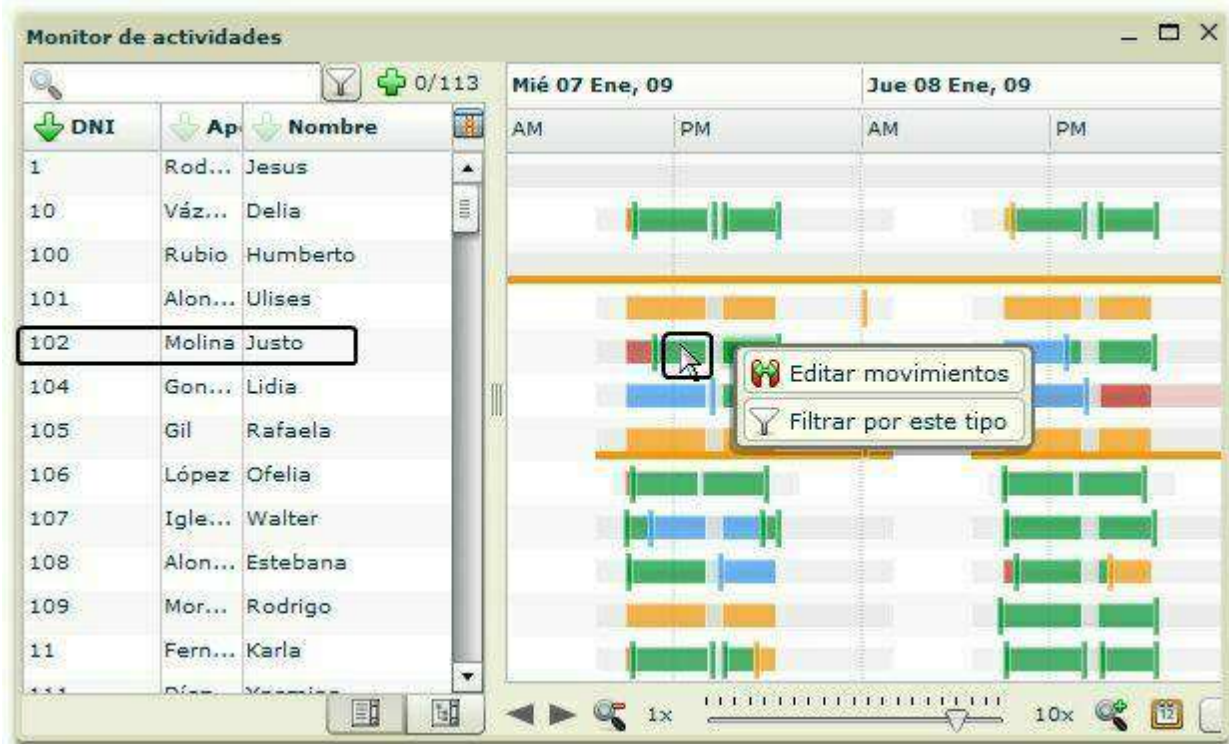 Monitor de actividades
0/113 Mié 07 Ene, 09 Jue 08 Ene, 09
DNI Ap Nombre AM PM AM PM
1 Rod... Jesus
10 Váz... Delia
100 Rubio Humberto
101 Alon... Ulises
102 Molina Justo
104 Gon... Lidia
Editar movimientos
Filtrar por este tipo
105 Gil Rafaela
106 López Ofelia
107 Igle... Walter
108 Alon... Estebana
109 Mor... Rodrigo
11 Fern... Karla
111
1x 10x 12